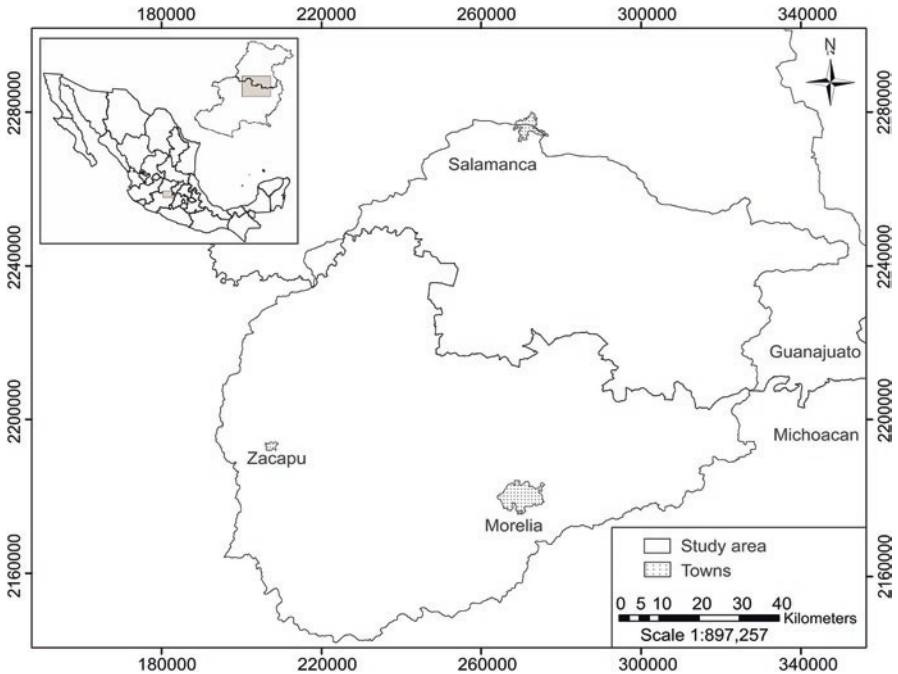 180000 220000 260000 300000 340000
N
2280000 2280000
Salamanca
2240000 2240000
Guanajuato
2200000 2200000
Michoacan
Zacapu
Morelia
Study area
Towns
2160000 2160000
0 5 10 20 30 40
Kilometers
Scale 1:897,257
180000 220000 260000 300000 340000